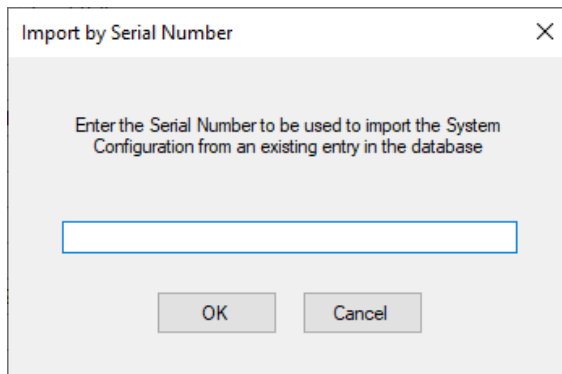 Import by Serial Number
Enter the Serial Number to be used to import the System
Configuration from an existing entry in the database
OK
Cancel